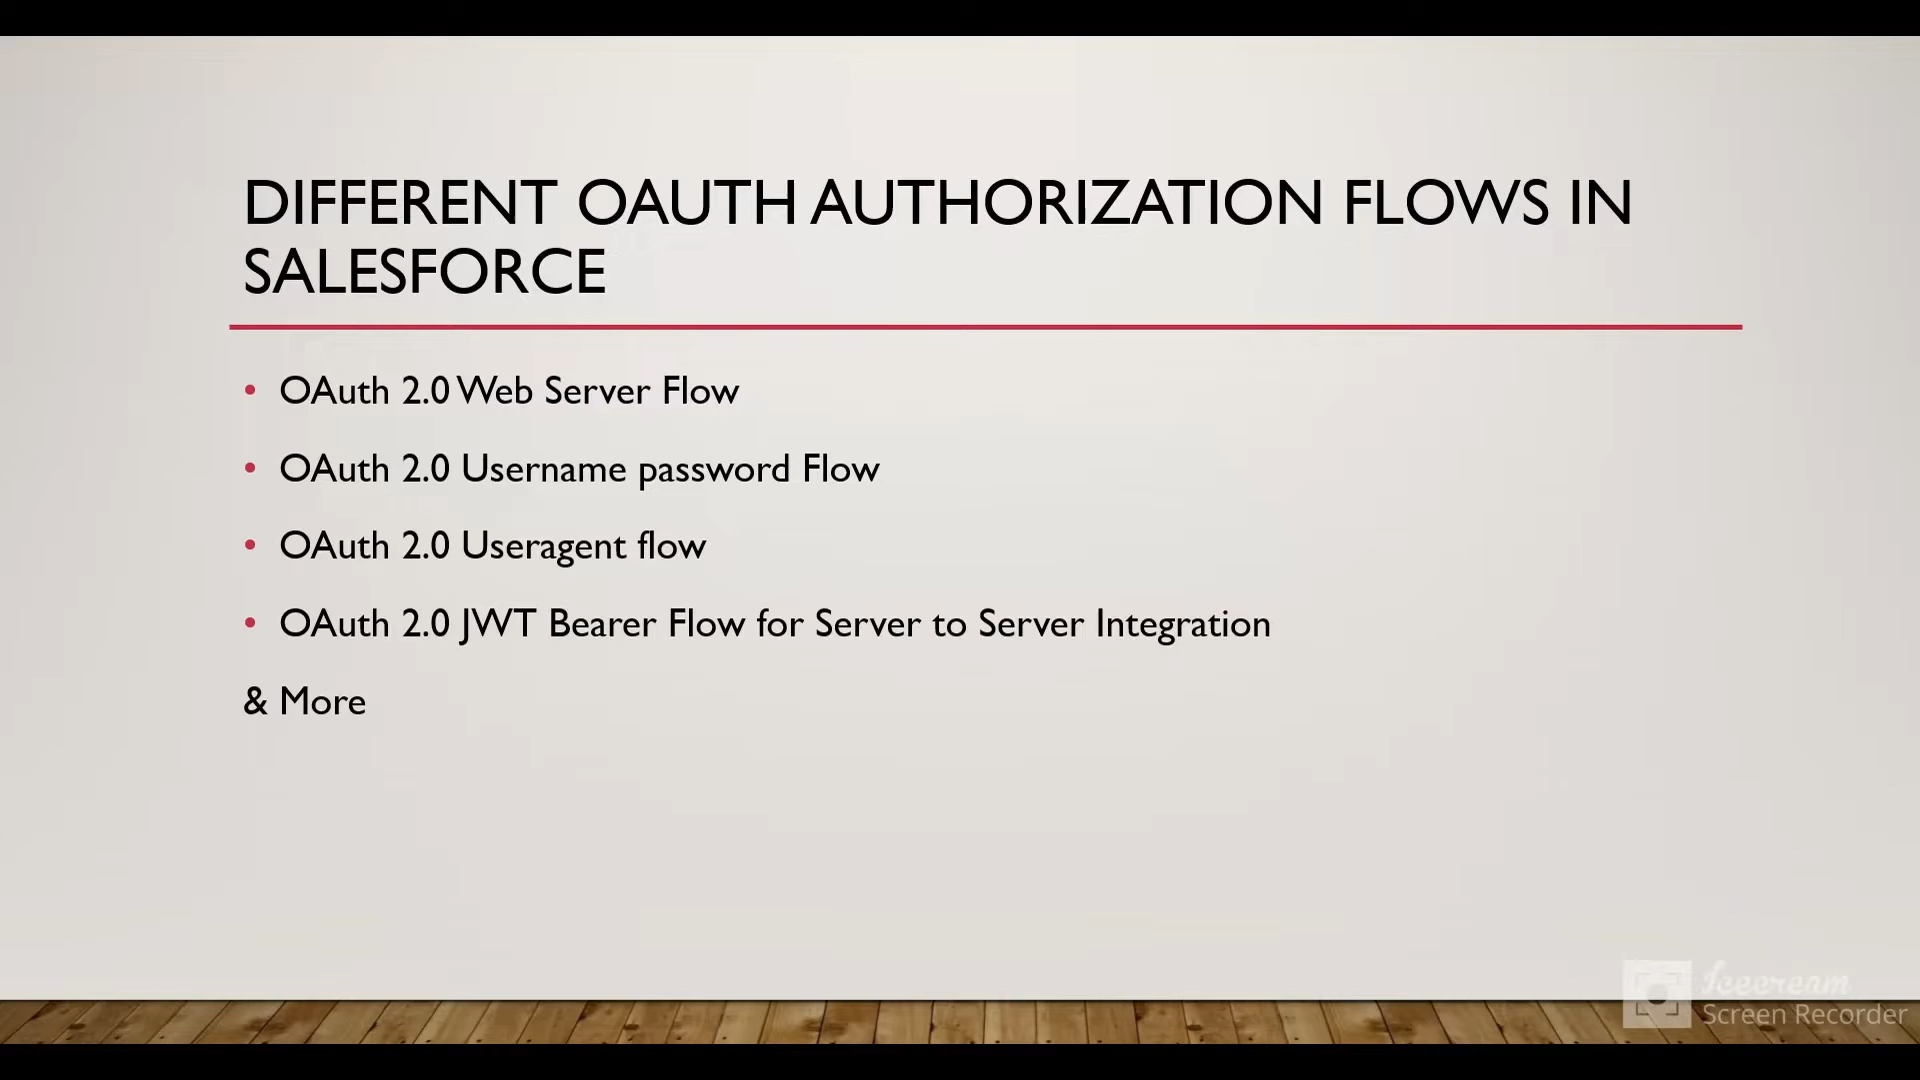 DIFFERENT OAUTH AUTHORIZATION FLOWS IN
SALESFORCE
• OAuth 2.0 Web Server Flow
• OAuth 2.0 Username password Flow
• OAuth 2.0 Useragent flow
• OAuth 2.0 JWT Bearer Flow for Server to Server Integration
& More
Icecream
Screen Recorder